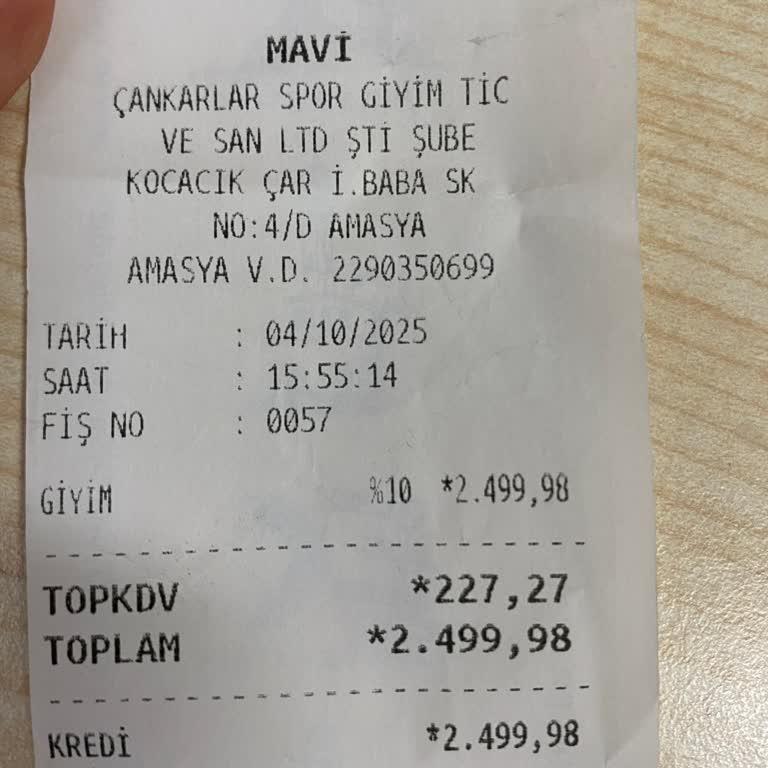 MAVİ
ÇANKARLAR SPOR GİYİM TİC
VE SAN LTD ŞTİ ŞUBE
KOCACIK ÇAR İ.BABA SK
NO:4/D AMASYA
AMASYA V.D. 2290350699
TARİH : 04/10/2025
SAAT : 15:55:14
FİŞ NO : 0057
GİYİM %10 *2.499,98
TOPKDV *227,27
TOPLAM *2.499,98
KREDİ *2.499,98